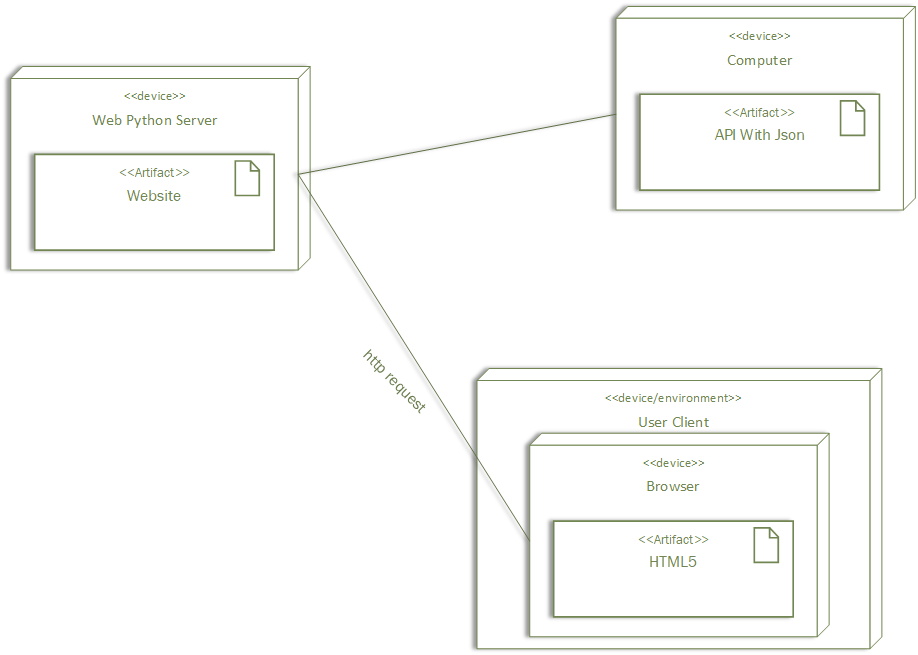 <<device>>
Computer
<<Artifact>>
API With Json
<<device>>
Web Python Server
<<Artifact>>
Website
http request
<<device/environment>>
User Client
<<device>>
Browser
<<Artifact>>
HTML5